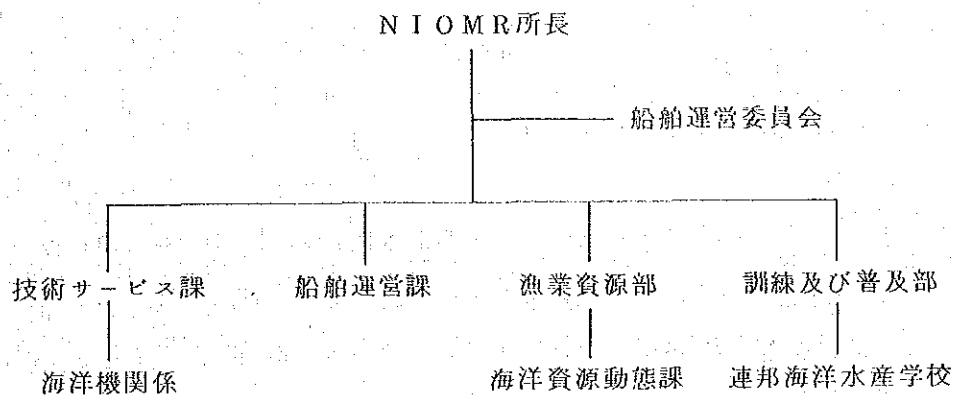 NIOMR所長
船舶運営委員会
技術サービス課 船舶運営課 漁業資源部 訓練及び普及部
海洋機関係 海洋資源動態課 連邦海洋水産学校